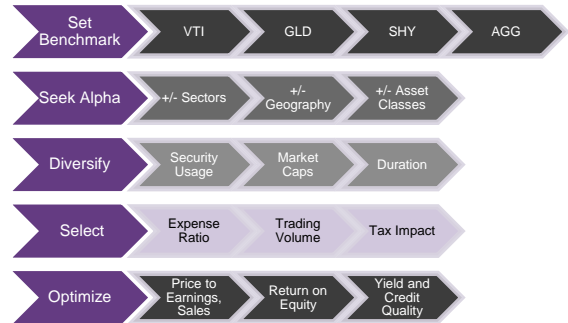 Set
Benchmark
VTI
GLD
SHY
AGG
Seek Alpha
+/- Sectors
+/-
Geography
+/- Asset
Classes
Diversify
Security
Usage
Market
Caps
Duration
Select
Expense
Ratio
Trading
Volume
Tax Impact
Optimize
Price to
Earnings,
Sales
Return on
Equity
Yield and
Credit
Quality